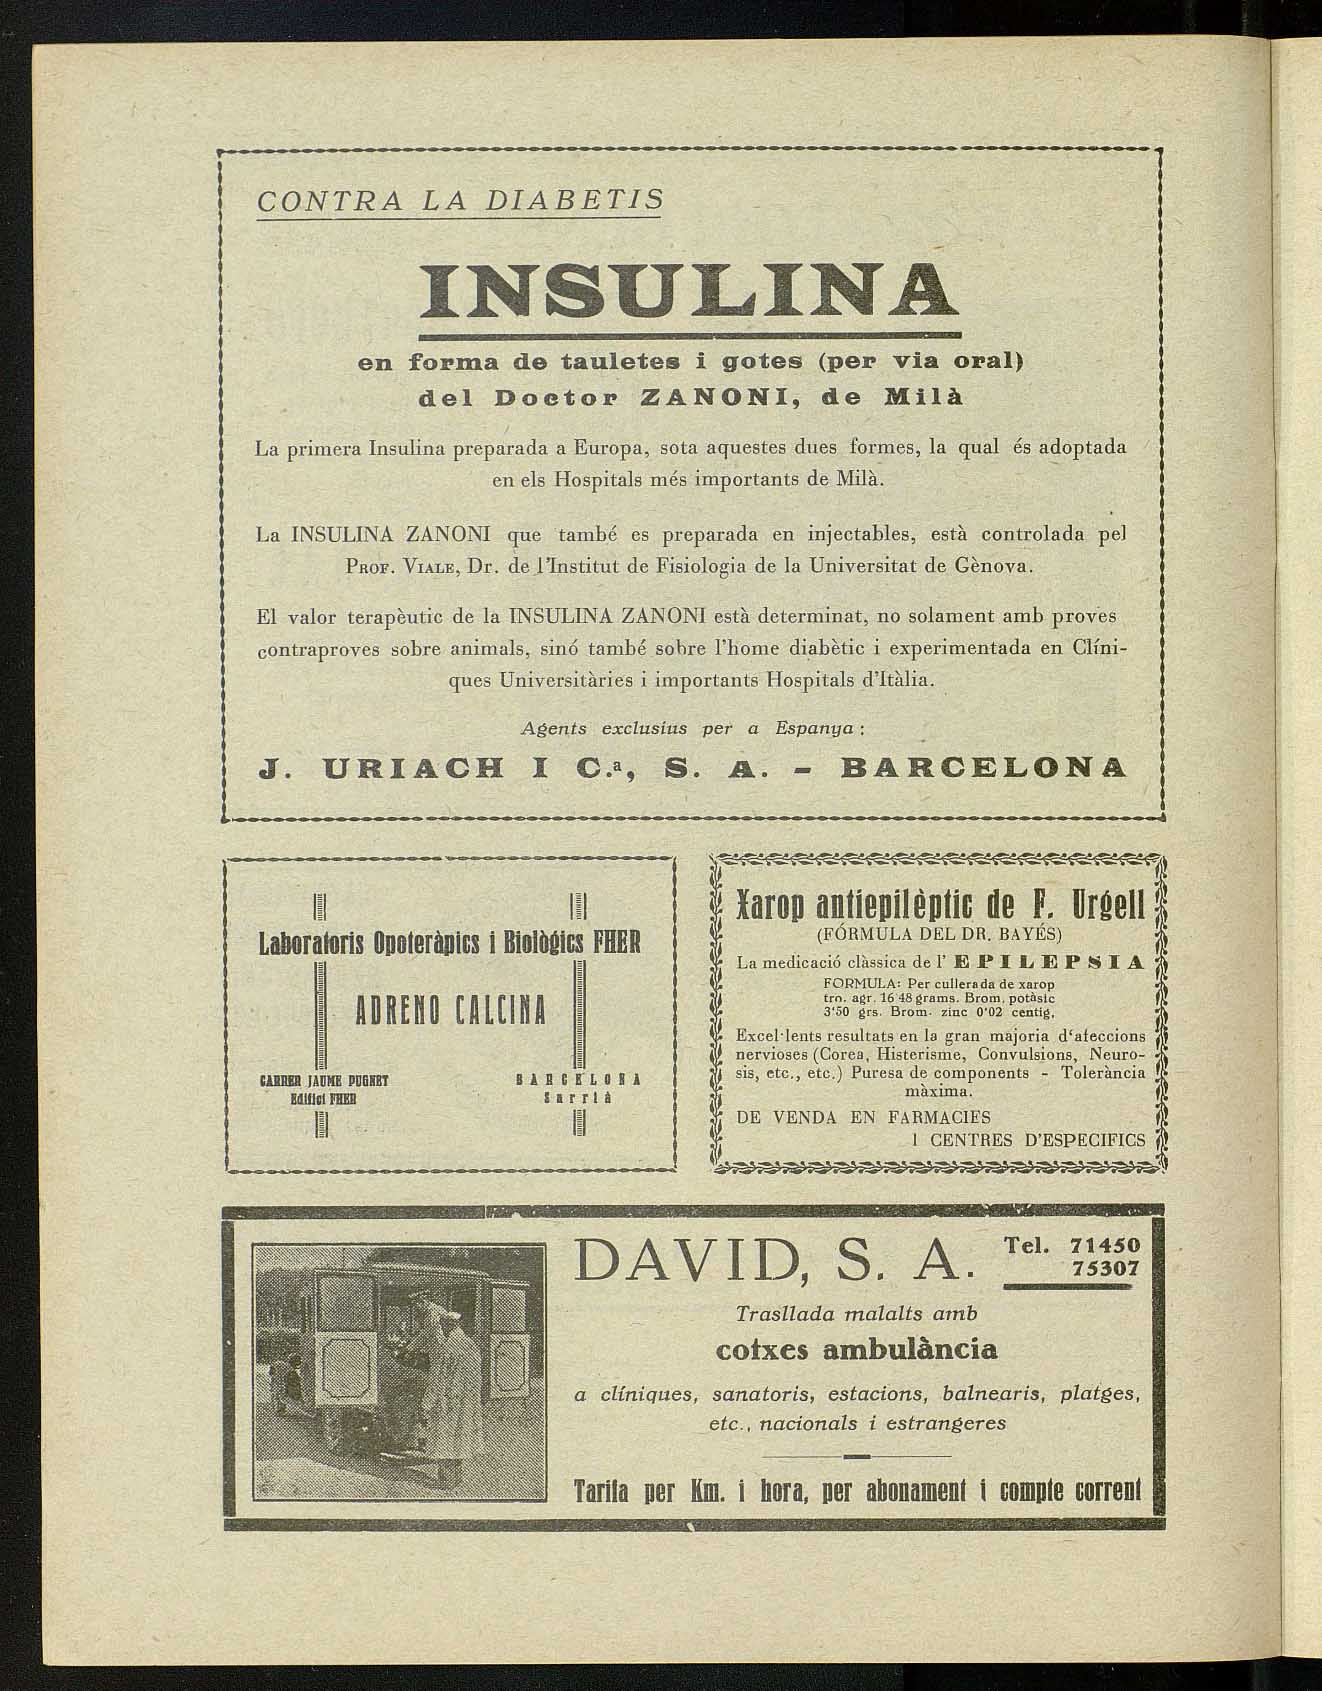 CONTRA LA DIABETIS
INSULINA
en forma de tauletes i gotes (per via oral)
del Doctor ZANONI, de Milà
La primera Insulina preparada a Europa, sota aquestes dues formes, la qual és adoptada
en els Hospitals més importants de Milà.
La INSULINA ZANONI que també es preparada en injectables, està controlada pel
PROF. VIALE, Dr. de l'Institut de Fisiologia de la Universitat de Gènova.
El valor terapèutic de la INSULINA ZANONI està determinat, no solament amb proves
contraproves sobre animals, sinó també sobre l'home diabètic i experimentada en Clíni-
ques Universitàries i importants Hospitals d'Itàlia.
Agents exclusius per a Espanya :
J. URIACH I C.ª, S. A. - BARCELONA
Laboratoris Opoteràpics i Biològics FHER
ADRENO CALCINA
CARRER JAUME PUGNET
Edifici FHER
BARCELONA
Sarrià
Xarop antiepilèptic de F. Urgell
(FÓRMULA DEL DR. BAYÉS)
La medicació clàssica de l' EPILEPSIA
FORMULA: Per cullerada de xarop
tro. agr. 16'48 grams. Brom. potàsic
3'50 grs. Brom. zinc 0'02 centig.
Excel·lents resultats en la gran majoria d'afeccions
nervioses (Corea, Histerisme, Convulsions, Neuro-
sis, etc., etc.) Puresa de components - Tolerància
màxima.
DE VENDA EN FARMACIES
I CENTRES D'ESPECIFICS
DAVID, S. A.
Tel. 71450
75307
Trasllada malalts amb
cotxes ambulància
a clíniques, sanatoris, estacions, balnearis, platges,
etc., nacionals i estrangeres
Tarifa per Km. i hora, per abonament i compte corrent